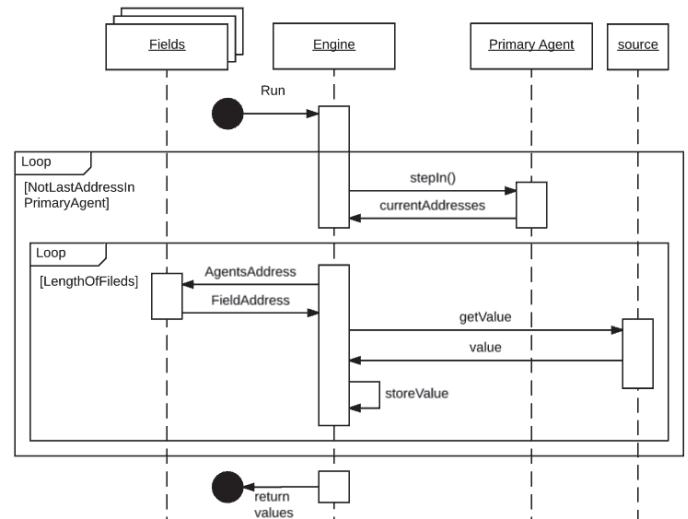 Fields
Engine
Primary Agent
source
Run
Loop
[NotLastAddressIn
PrimaryAgent]
stepIn()
currentAddresses
Loop
[LengthOfFileds]
AgentsAddress
FieldAddress
getValue
value
storeValue
return
values